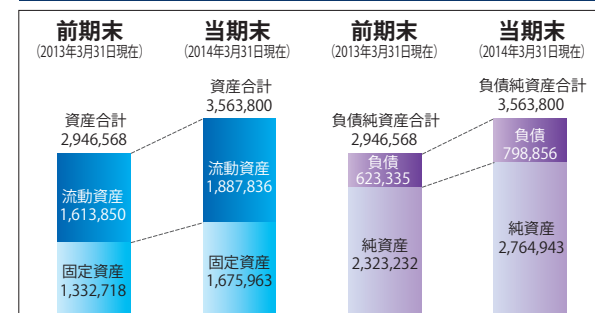 前期末
(2013年3月31日現在)
当期末
(2014年3月31日現在)
前期末
(2013年3月31日現在)
当期末
(2014年3月31日現在)
資産合計
2,946,568
流動資産
1,613,850
固定資産
1,332,718
資産合計
3,563,800
流動資産
1,887,836
固定資産
1,675,963
負債純資産合計
2,946,568
負債
623,335
純資産
2,323,232
負債純資産合計
3,563,800
負債
798,856
純資産
2,764,943